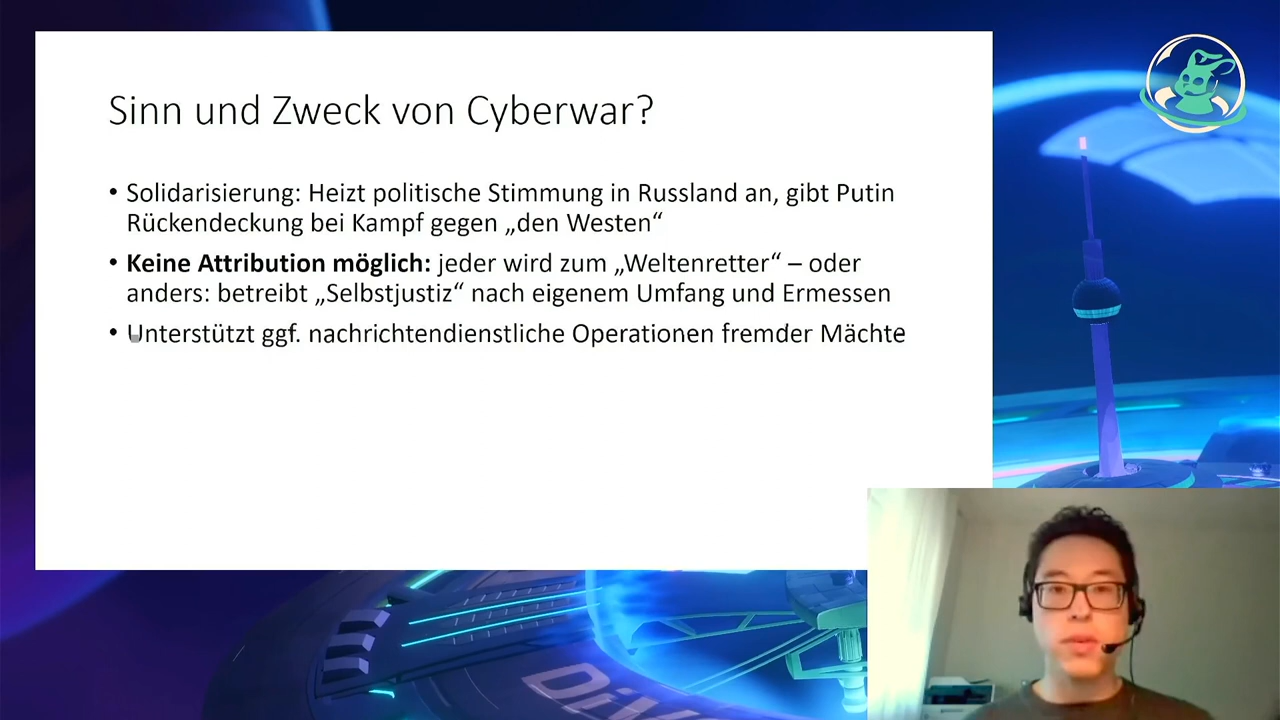 Sinn und Zweck von Cyberwar?
• Solidarisierung: Heizt politische Stimmung in Russland an, gibt Putin
Rückendeckung bei Kampf gegen „den Westen“
• Keine Attribution möglich: jeder wird zum „Weltenretter“ – oder
anders: betreibt „Selbstjustiz“ nach eigenem Umfang und Ermessen
• Unterstützt ggf. nachrichtendienstliche Operationen fremder Mächte